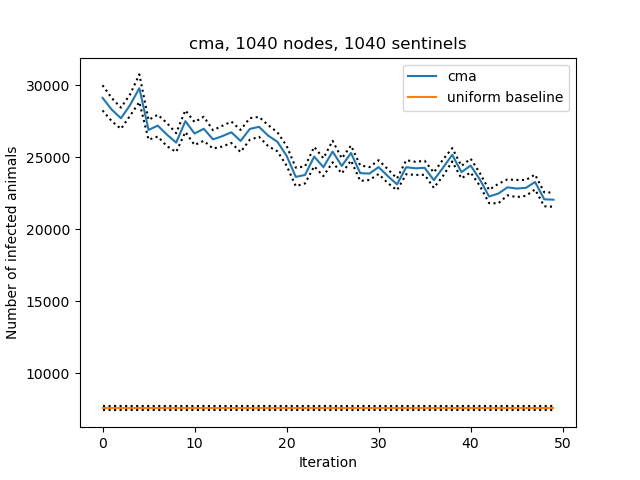 cma, 1040 nodes, 1040 sentinels
cma
uniform baseline
Number of infected animals
30000
25000
20000
15000
10000
0 10 20 30 40 50
Iteration